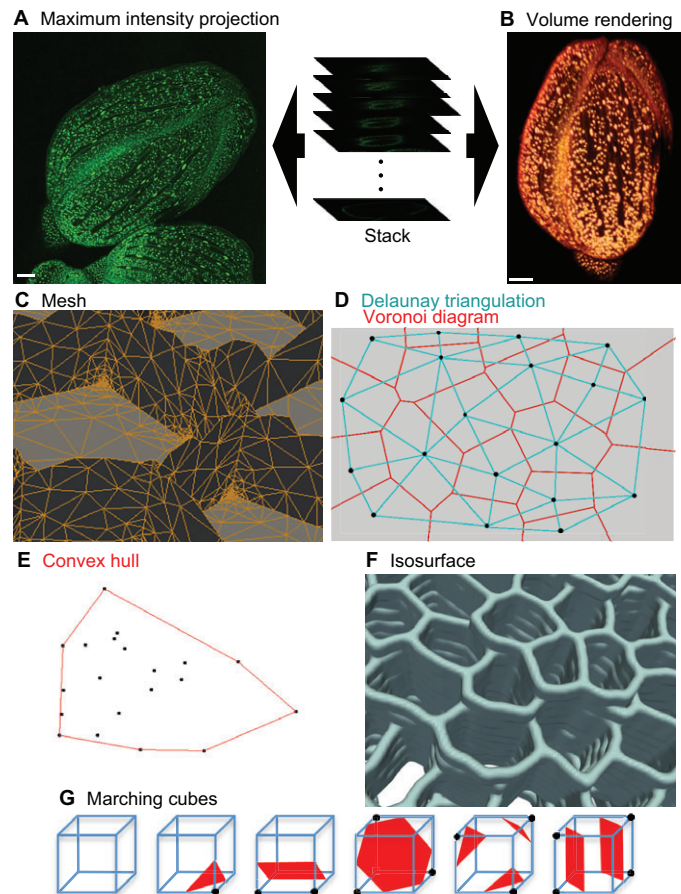 A Maximum intensity projection
B Volume rendering
Stack
C Mesh
D Delaunay triangulation
Voronoi diagram
E Convex hull
F Isosurface
G Marching cubes